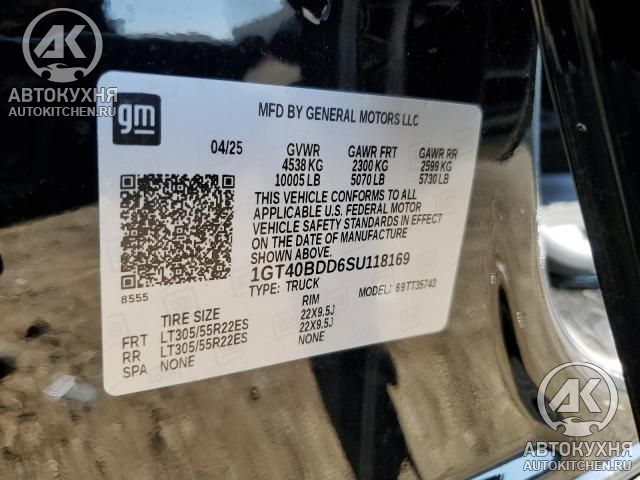 АК
АВТОКУХНЯ
AUTOKITCHEN.RU
gm
MFD BY GENERAL MOTORS LLC
04/25 GVWR GAWR FRT GAWR RR
4538 KG 2300 KG 2599 KG
10005 LB 5070 LB 5730 LB
THIS VEHICLE CONFORMS TO ALL
APPLICABLE U.S. FEDERAL MOTOR
VEHICLE SAFETY STANDARDS IN EFFECT
ON THE DATE OF MANUFACTURE
SHOWN ABOVE.
1GT40BDD6SU118169
8555 TYPE: TRUCK MODEL: 69TT35743
TIRE SIZE RIM
FRT LT305/55R22ES 22X9.5J
RR LT305/55R22ES 22X9.5J
SPA NONE NONE
АК
АВТОКУХНЯ
AUTOKITCHEN.RU